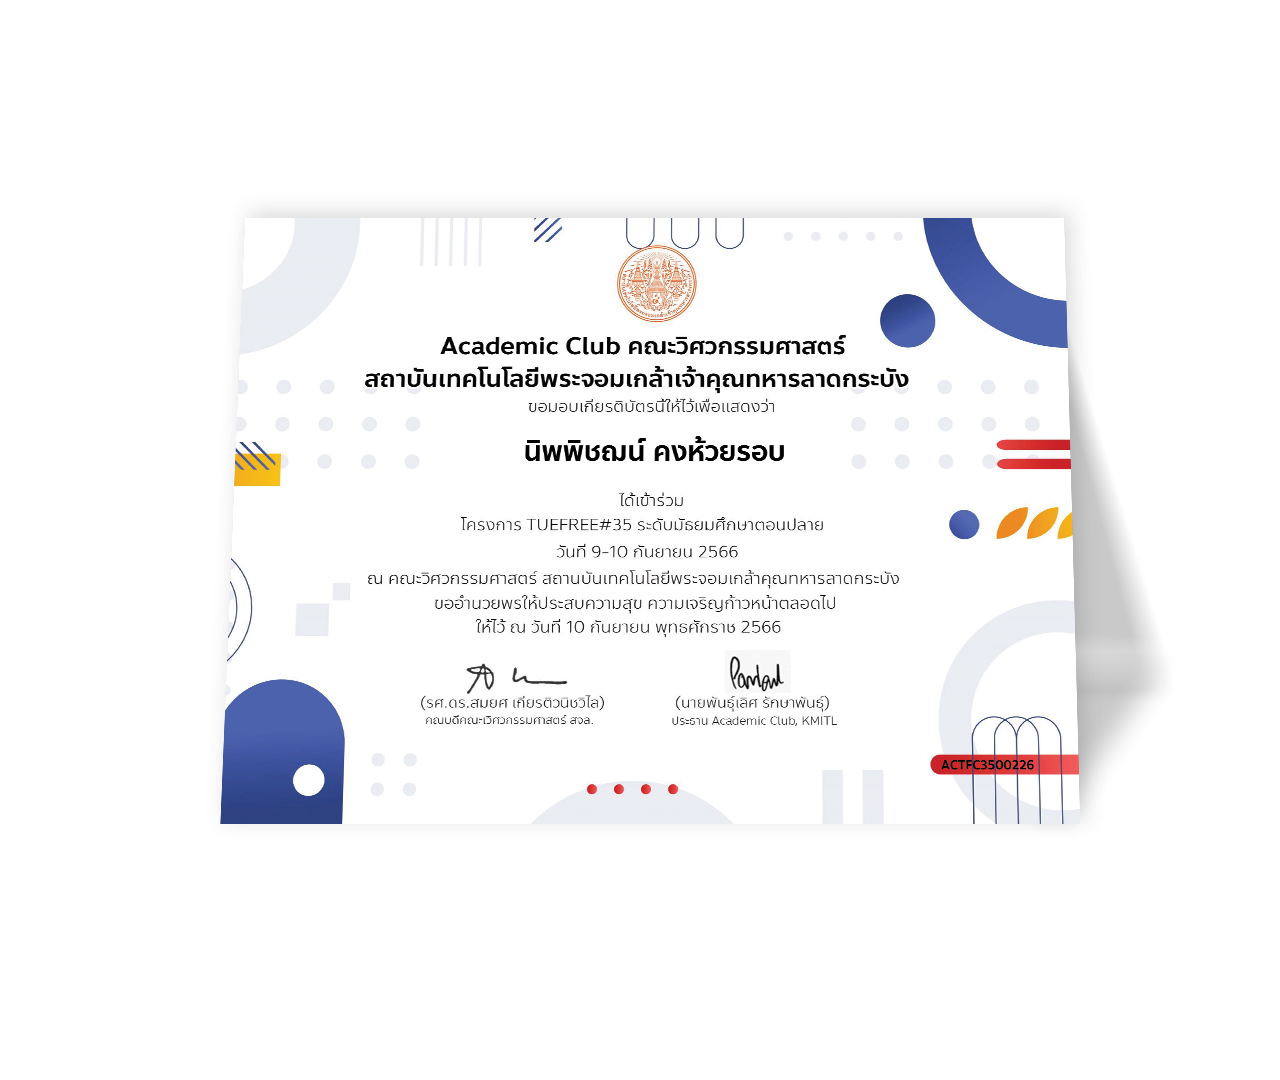 Academic Club คณะวิศวกรรมศาสตร์
สถาบันเทคโนโลยีพระจอมเกล้าเจ้าคุณทหารลาดกระบัง
ขอมอบเกียรติบัตรนี้ให้ไว้เพื่อแสดงว่า
นิพพิชฌน์ คงห้วยรอบ
ได้เข้าร่วม
โครงการ TUEFREE#35 ระดับมัธยมศึกษาตอนปลาย
วันที่ 9-10 กันยายน 2566
ณ คณะวิศวกรรมศาสตร์ สถานบันเทคโนโลยีพระจอมเกล้าคุณทหารลาดกระบัง
ขออำนวยพรให้ประสบความสุข ความเจริญก้าวหน้าตลอดไป
ให้ไว้ ณ วันที่ 10 กันยายน พุทธศักราช 2566
(รศ.ดร.สมยศ เกียรติวนิชวิไล) (นายพันธุ์เลิศ รักษาพันธุ์)
คณบดีคณะวิศวกรรมศาสตร์ สจล. ประธาน Academic Club, KMITL
ACTFC3500226